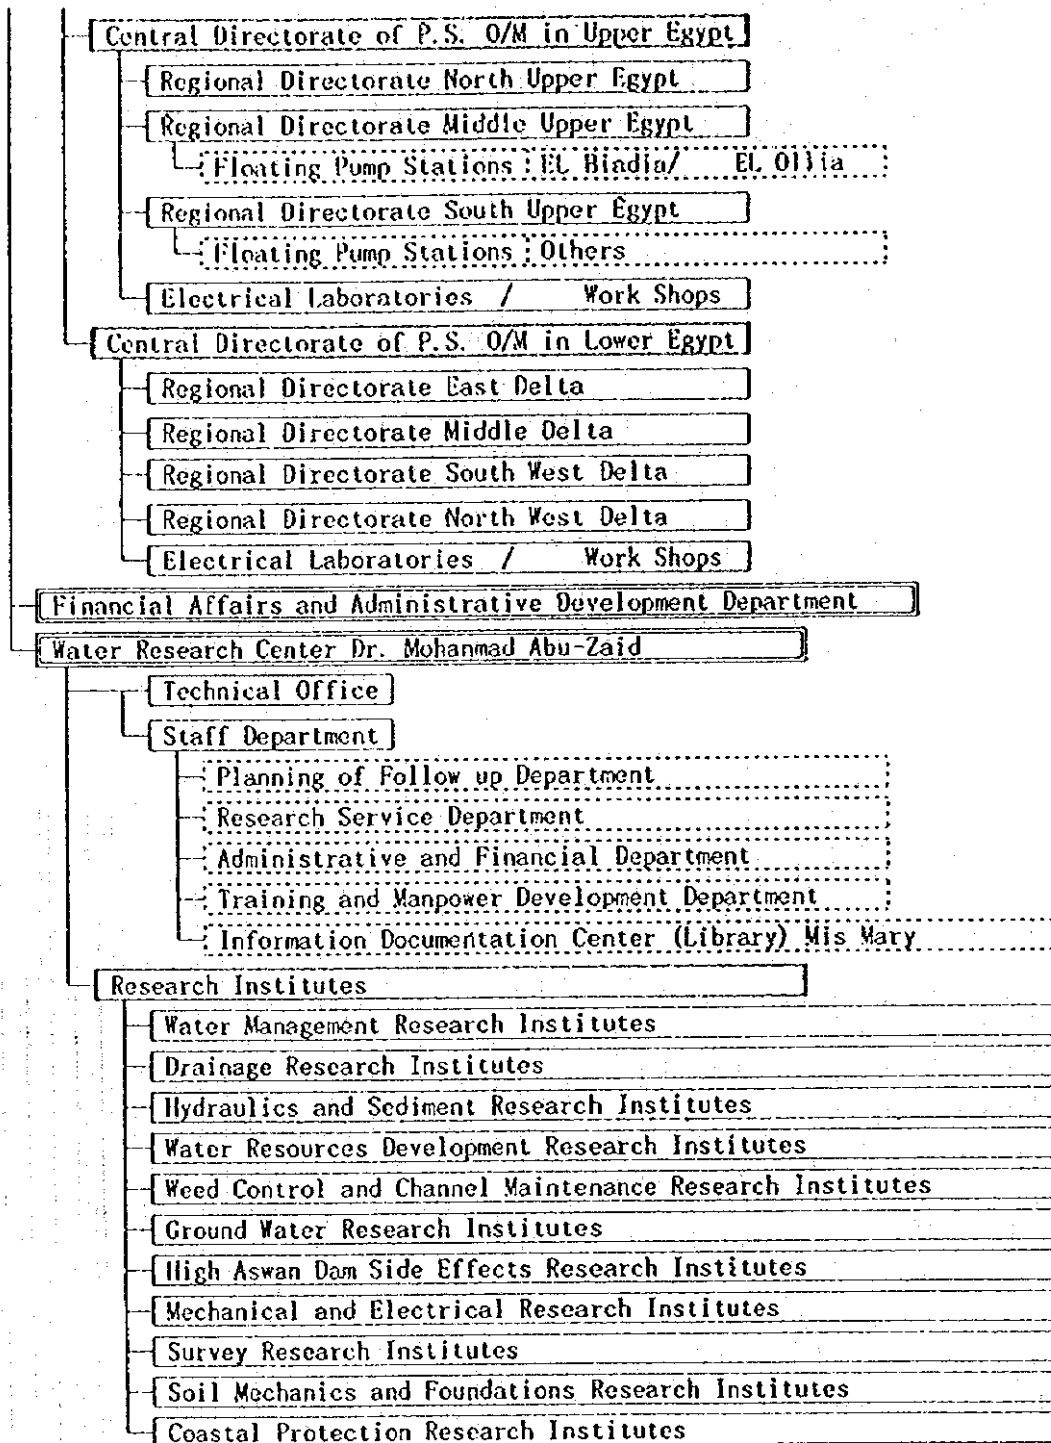 Central Directorate of P.S. O/M in Upper Egypt
Regional Directorate North Upper Egypt
Regional Directorate Middle Upper Egypt
Floating Pump Stations : EL Biadia/ EL Ollia
Regional Directorate South Upper Egypt
Floating Pump Stations : Others
Electrical Laboratories / Work Shops
Central Directorate of P.S. O/M in Lower Egypt
Regional Directorate East Delta
Regional Directorate Middle Delta
Regional Directorate South West Delta
Regional Directorate North West Delta
Electrical Laboratories / Work Shops
Financial Affairs and Administrative Development Department
Water Research Center Dr. Mohanmad Abu-Zaid
Technical Office
Staff Department
Planning of Follow up Department
Research Service Department
Administrative and Financial Department
Training and Manpower Development Department
Information Documentation Center (Library) Mis Mary
Research Institutes
Water Management Research Institutes
Drainage Research Institutes
Hydraulics and Sediment Research Institutes
Water Resources Development Research Institutes
Weed Control and Channel Maintenance Research Institutes
Ground Water Research Institutes
High Aswan Dam Side Effects Research Institutes
Mechanical and Electrical Research Institutes
Survey Research Institutes
Soil Mechanics and Foundations Research Institutes
Coastal Protection Research Institutes